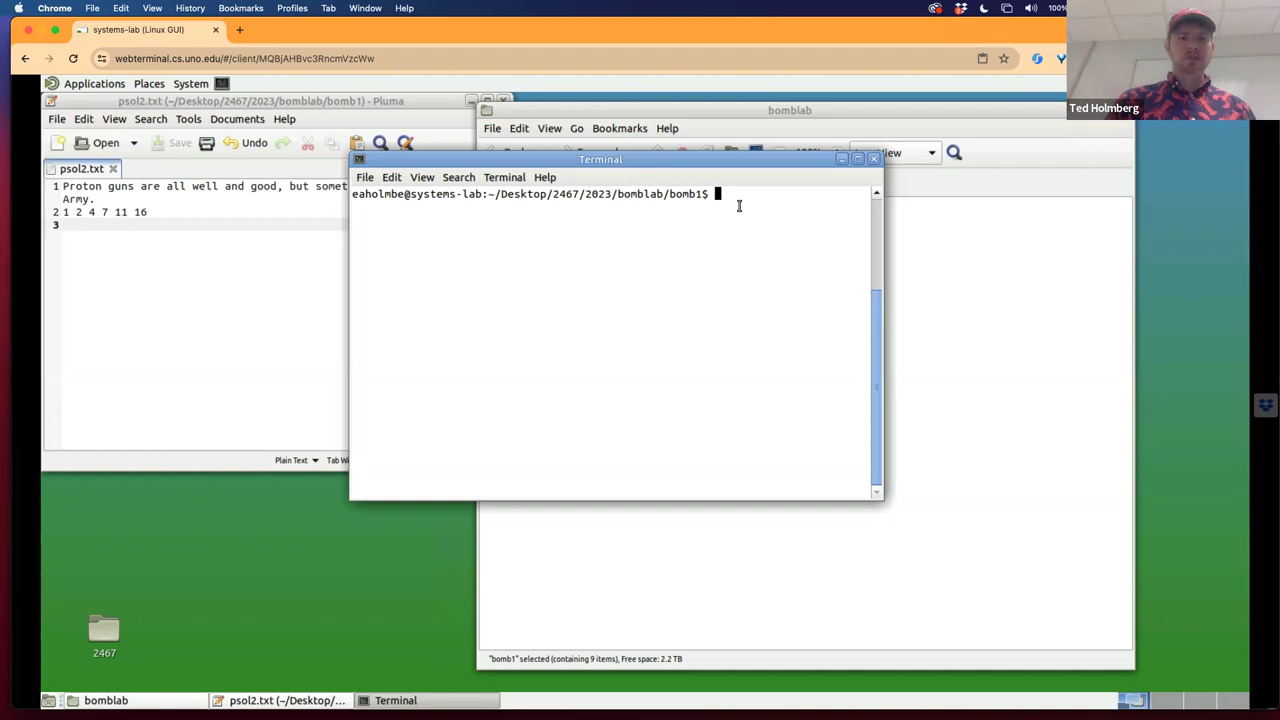 Chrome File Edit View History Bookmarks Profiles Tab Window Help 100%
systems-lab (Linux GUI)
webterminal.cs.uno.edu/#/client/MQBjAHBvc3RncmVzcWw
Ted Holmberg
Applications Places System
psol2.txt (~/Desktop/2467/2023/bomblab/bomb1) - Pluma
bomblab
File Edit View Search Tools Documents Help
File Edit View Go Bookmarks Help
Open Save Undo
View
Terminal
psol2.txt
File Edit View Search Terminal Help
1 Proton guns are all well and good, but
Army.
2 1 2 4 7 11 16
3
eaholmbe@systems-lab:~/Desktop/2467/2023/bomblab/bomb1$
Plain Text
2467
"bomb1" selected (containing 9 items), Free space: 2.2 TB
bomblab
psol2.txt (~/Desktop/...
Terminal